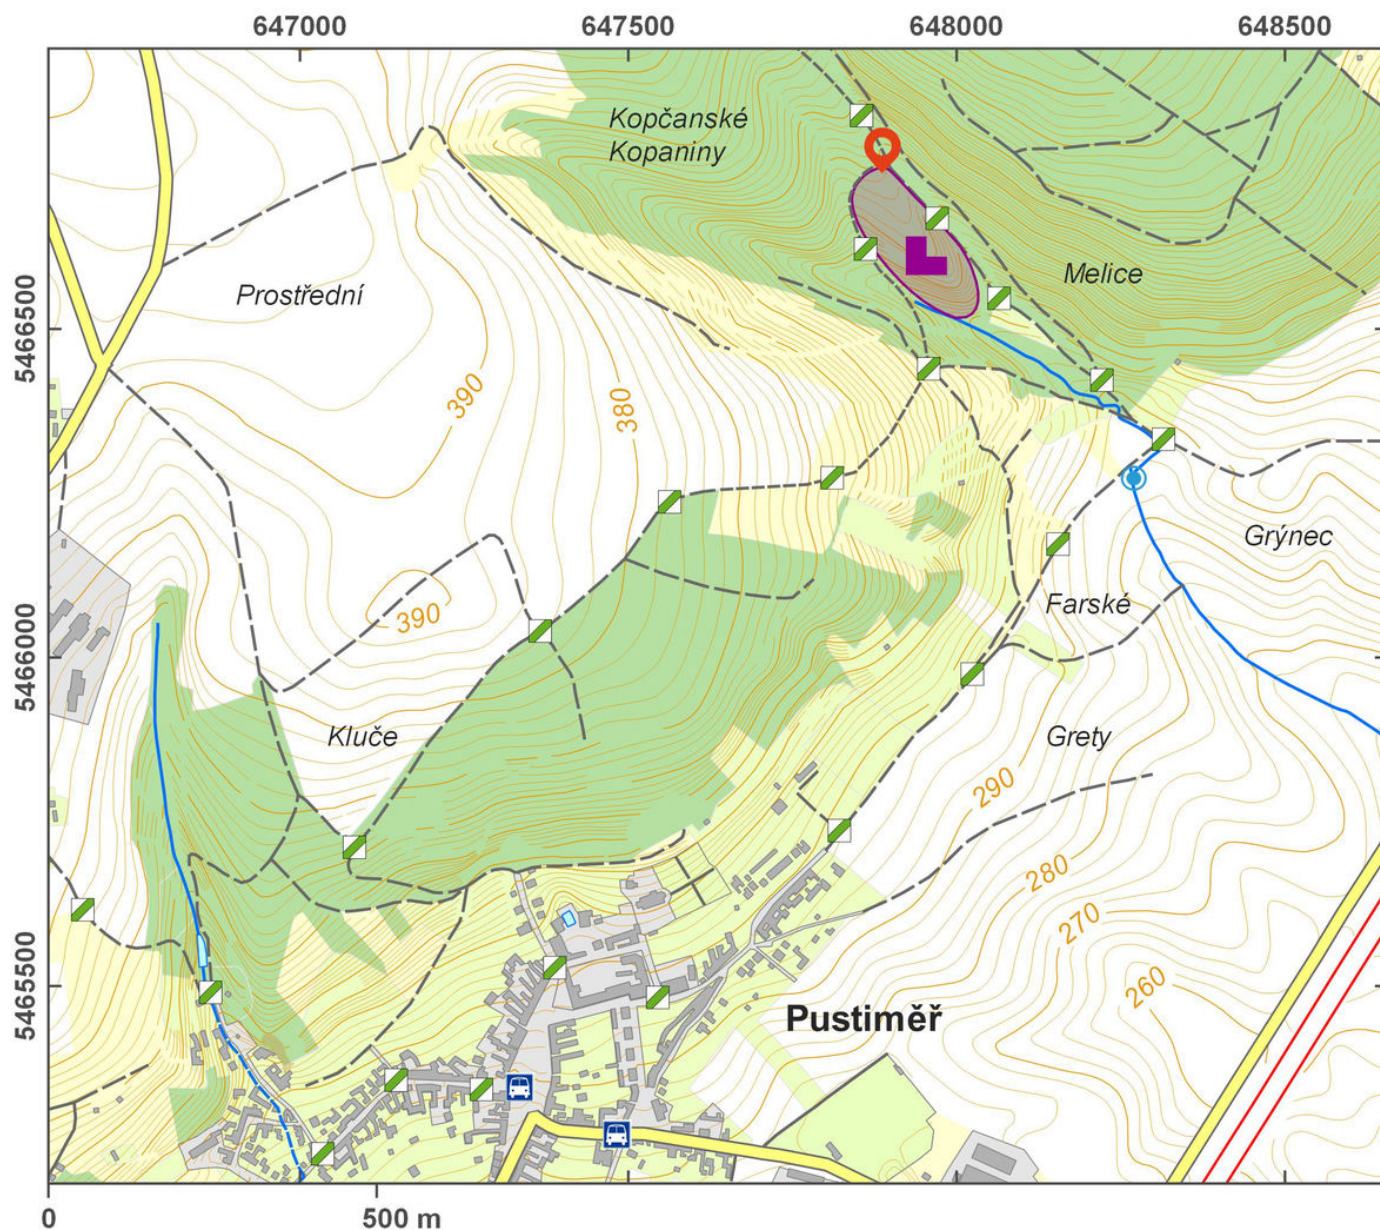 647000 647500 648000 648500
Kopčanské
Kopaniny
Prostřední
Melice
5466500
390
380
Grýnec
Farské
390
5466000
Kluče
Grety
290
280
270
260
5465500
Pustiměř
0 500 m